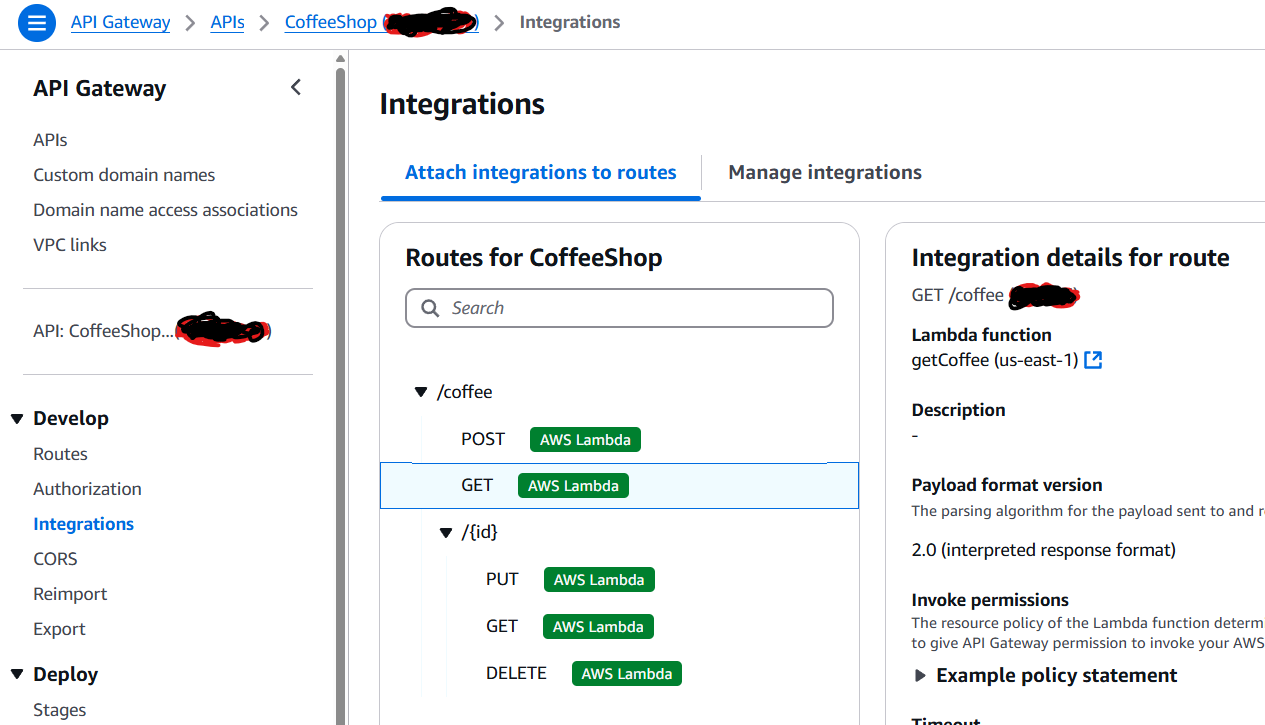 API Gateway > APIs > CoffeeShop ( ) > Integrations
API Gateway
APIs
Custom domain names
Domain name access associations
VPC links
API: CoffeeShop...( )
Develop
Routes
Authorization
Integrations
CORS
Reimport
Export
Deploy
Stages
Integrations
Attach integrations to routes
Manage integrations
Routes for CoffeeShop
Search
/coffee
POST AWS Lambda
GET AWS Lambda
/{id}
PUT AWS Lambda
GET AWS Lambda
DELETE AWS Lambda
Integration details for route
GET /coffee
Lambda function
getCoffee (us-east-1)
Description
-
Payload format version
The parsing algorithm for the payload sent to and
2.0 (interpreted response format)
Invoke permissions
The resource policy of the Lambda function determ
to give API Gateway permission to invoke your AWS
Example policy statement
Timeout